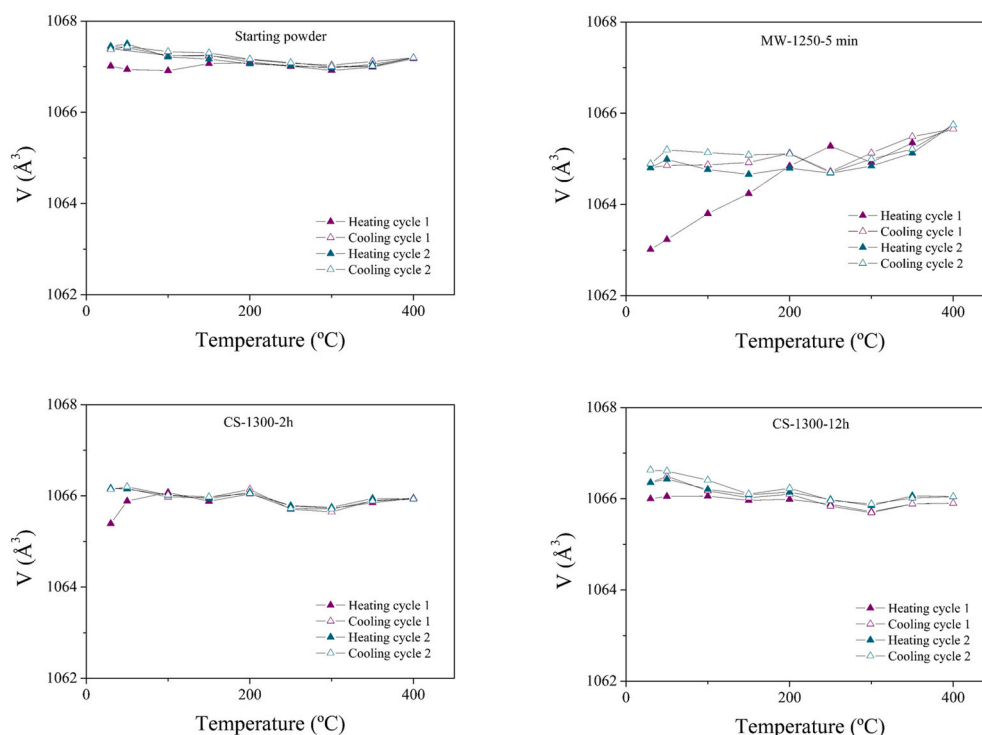 Starting powder
1068
1066
1064
1062
V (Å³)
Heating cycle 1
Cooling cycle 1
Heating cycle 2
Cooling cycle 2
0
200
400
Temperature (ºC)
MW-1250-5 min
1068
1066
1064
1062
V (Å³)
Heating cycle 1
Cooling cycle 1
Heating cycle 2
Cooling cycle 2
0
200
400
Temperature (ºC)
CS-1300-2h
1068
1066
1064
1062
V (Å³)
Heating cycle 1
Cooling cycle 1
Heating cycle 2
Cooling cycle 2
0
200
400
Temperature (ºC)
CS-1300-12h
1068
1066
1064
1062
V (Å³)
Heating cycle 1
Cooling cycle 1
Heating cycle 2
Cooling cycle 2
0
200
400
Temperature (ºC)